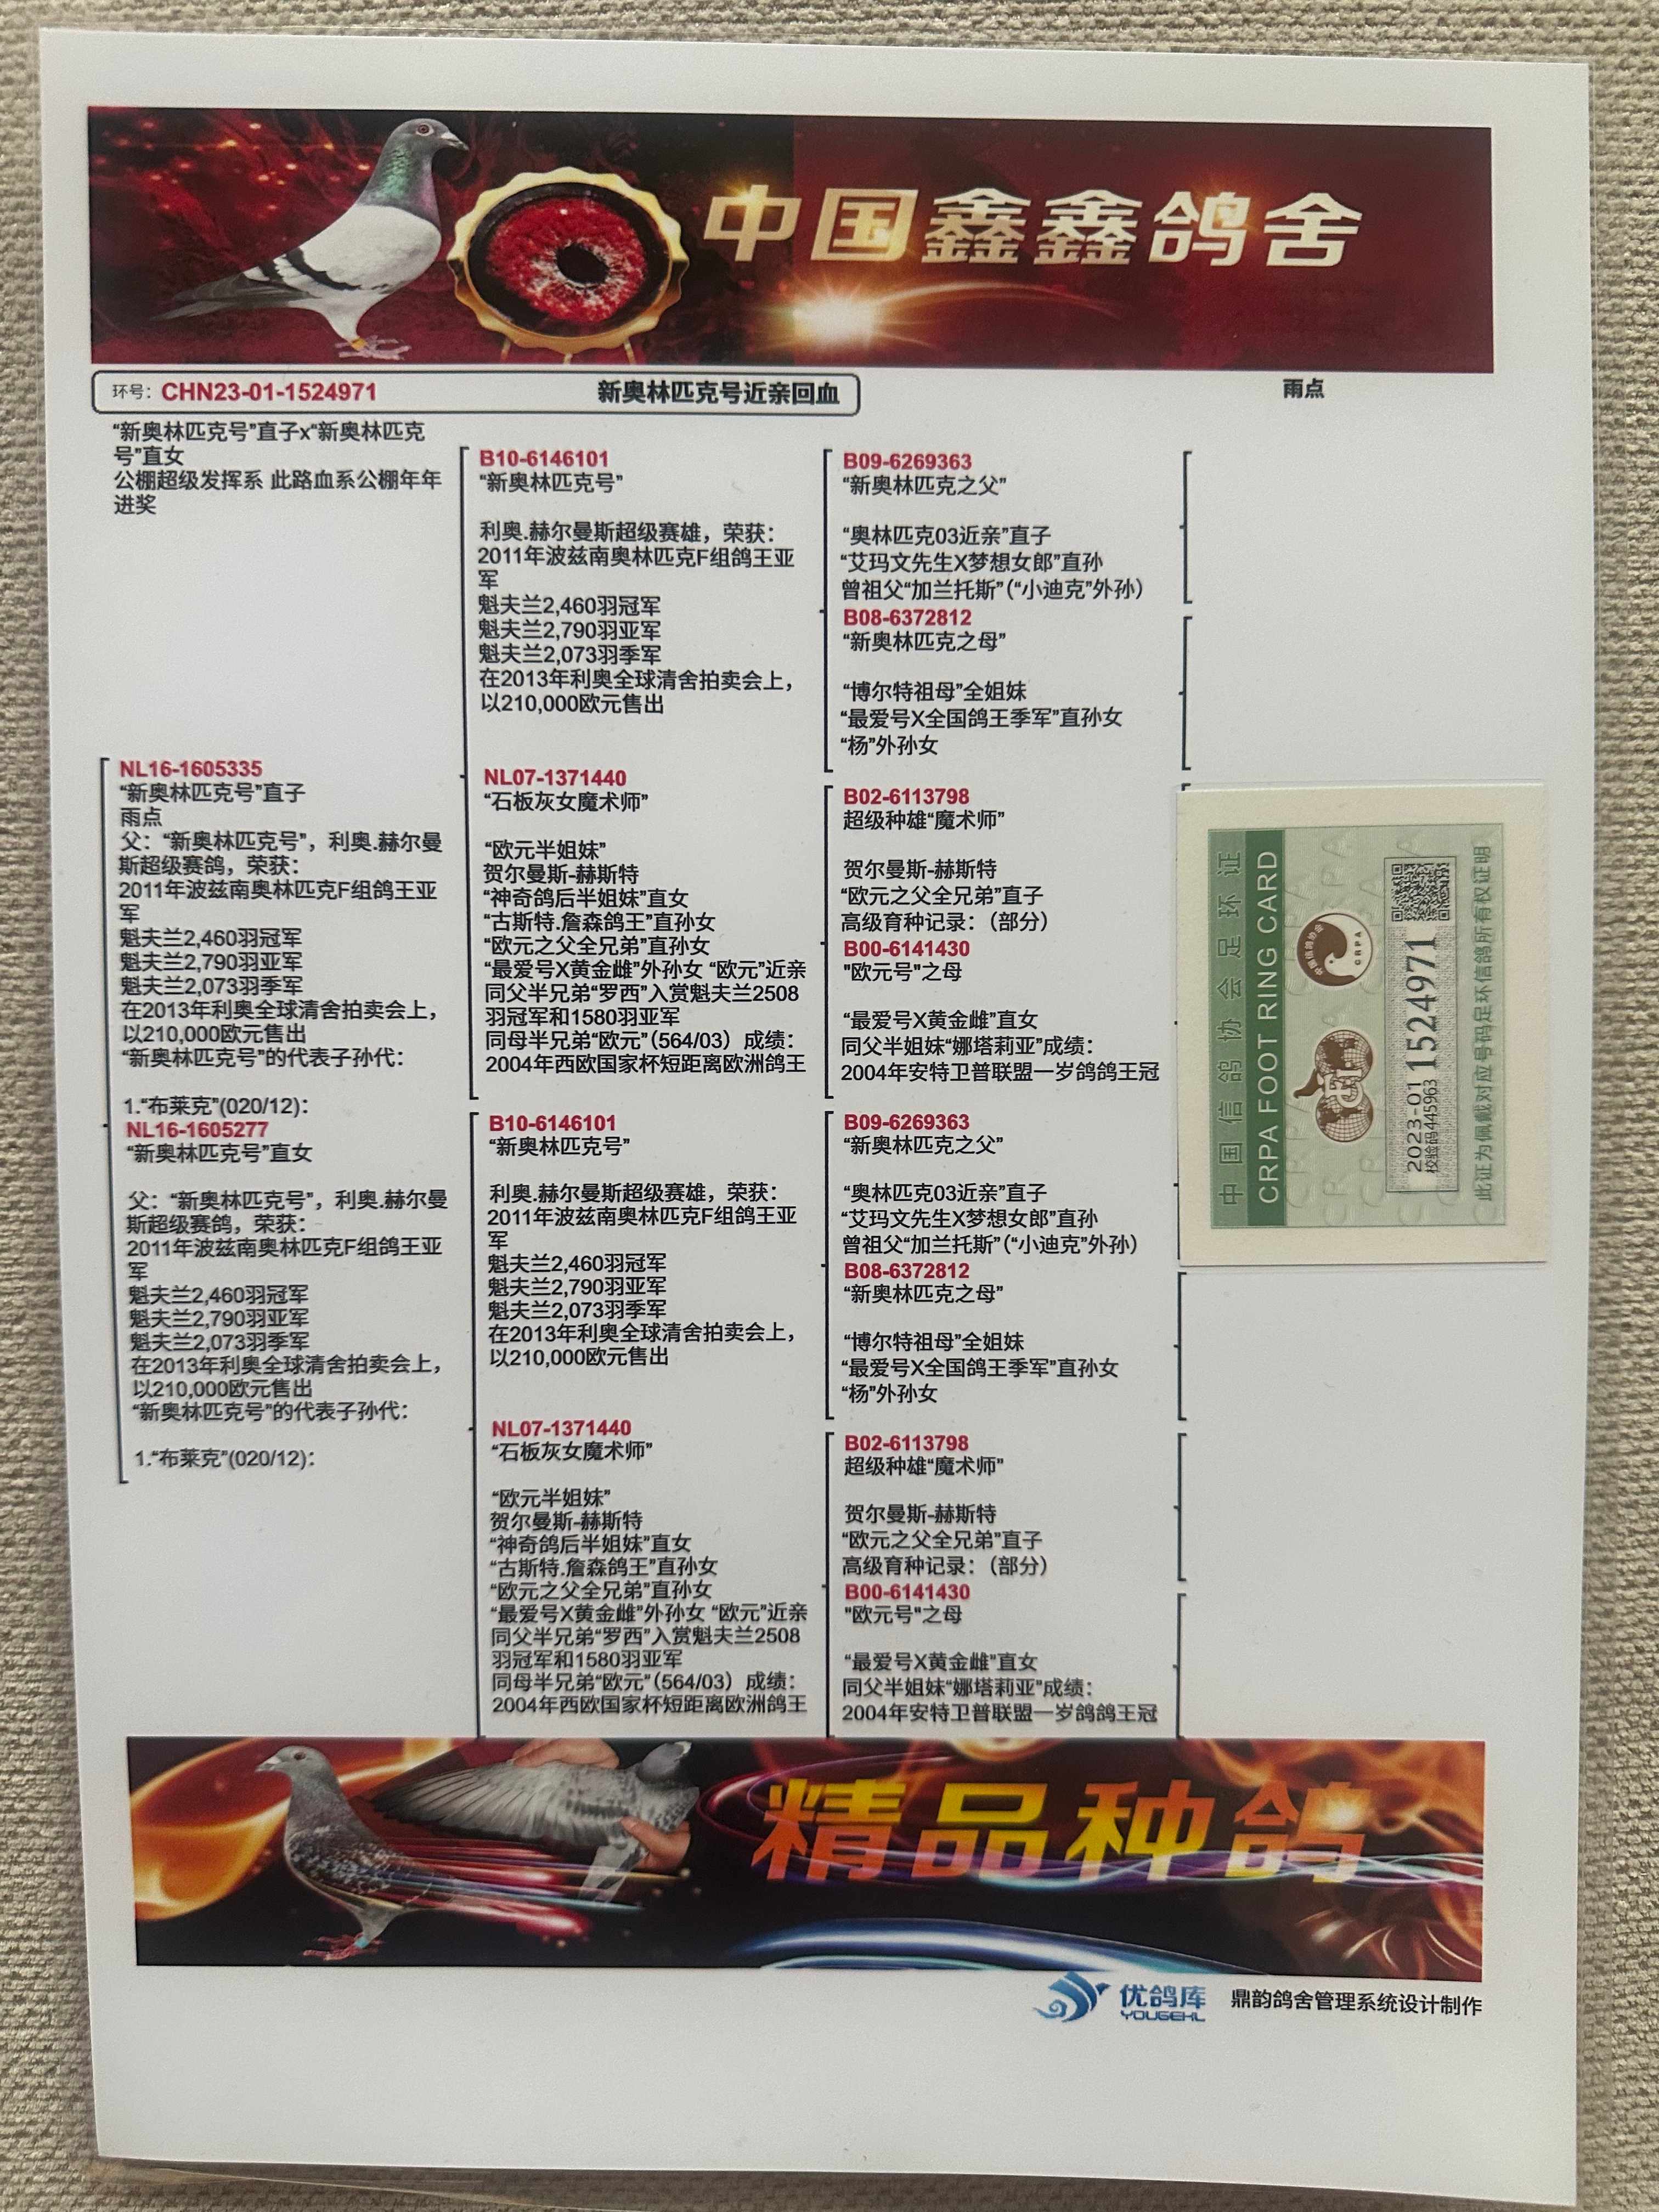 中国鑫鑫鸽舍
环号：CHN23-01-1524971 新奥林匹克号近亲回血 雨点
“新奥林匹克号”直子x“新奥林匹克
号”直女
公棚超级发挥系 此路血系公棚年年
进奖
NL16-1605335
“新奥林匹克号”直子
雨点
父：“新奥林匹克号”，利奥.赫尔曼
斯超级赛鸽，荣获：
2011年波兹南奥林匹克F组鸽王亚
军
魁夫兰2,460羽冠军
魁夫兰2,790羽亚军
魁夫兰2,073羽季军
在2013年利奥全球清舍拍卖会上，
以210,000欧元售出
“新奥林匹克号”的代表子孙代：
1.“布莱克”(020/12)：
NL16-1605277
“新奥林匹克号”直女
父：“新奥林匹克号”，利奥.赫尔曼
斯超级赛鸽，荣获：
2011年波兹南奥林匹克F组鸽王亚
军
魁夫兰2,460羽冠军
魁夫兰2,790羽亚军
魁夫兰2,073羽季军
在2013年利奥全球清舍拍卖会上，
以210,000欧元售出
“新奥林匹克号”的代表子孙代：
1.“布莱克”(020/12)：
B10-6146101
“新奥林匹克号”
利奥.赫尔曼斯超级赛雄，荣获：
2011年波兹南奥林匹克F组鸽王亚
军
魁夫兰2,460羽冠军
魁夫兰2,790羽亚军
魁夫兰2,073羽季军
在2013年利奥全球清舍拍卖会上，
以210,000欧元售出
NL07-1371440
“石板灰女魔术师”
“欧元半姐妹”
贺尔曼斯-赫斯特
“神奇鸽后半姐妹”直女
“古斯特.詹森鸽王”直孙女
“欧元之父全兄弟”直孙女
“最爱号X黄金雌”外孙女 “欧元”近亲
同父半兄弟“罗西”入赏魁夫兰2508
羽冠军和1580羽亚军
同母半兄弟“欧元”（564/03）成绩：
2004年西欧国家杯短距离欧洲鸽王
B10-6146101
“新奥林匹克号”
利奥.赫尔曼斯超级赛雄，荣获：
2011年波兹南奥林匹克F组鸽王亚
军
魁夫兰2,460羽冠军
魁夫兰2,790羽亚军
魁夫兰2,073羽季军
在2013年利奥全球清舍拍卖会上，
以210,000欧元售出
NL07-1371440
“石板灰女魔术师”
“欧元半姐妹”
贺尔曼斯-赫斯特
“神奇鸽后半姐妹”直女
“古斯特.詹森鸽王”直孙女
“欧元之父全兄弟”直孙女
“最爱号X黄金雌”外孙女 “欧元”近亲
同父半兄弟“罗西”入赏魁夫兰2508
羽冠军和1580羽亚军
同母半兄弟“欧元”（564/03）成绩：
2004年西欧国家杯短距离欧洲鸽王
B09-6269363
“新奥林匹克之父”
“奥林匹克03近亲”直子
“艾玛文先生X梦想女郎”直孙
曾祖父“加兰托斯”（“小迪克”外孙）
B08-6372812
“新奥林匹克之母”
“博尔特祖母”全姐妹
“最爱号X全国鸽王季军”直孙女
“杨”外孙女
B02-6113798
超级种雄“魔术师”
贺尔曼斯-赫斯特
“欧元之父全兄弟”直子
高级育种记录：（部分）
B00-6141430
"欧元号"之母
“最爱号X黄金雌”直女
同父半姐妹“娜塔莉亚”成绩：
2004年安特卫普联盟一岁鸽鸽王冠
B09-6269363
“新奥林匹克之父”
“奥林匹克03近亲”直子
“艾玛文先生X梦想女郎”直孙
曾祖父“加兰托斯”（“小迪克”外孙）
B08-6372812
“新奥林匹克之母”
“博尔特祖母”全姐妹
“最爱号X全国鸽王季军”直孙女
“杨”外孙女
B02-6113798
超级种雄“魔术师”
贺尔曼斯-赫斯特
“欧元之父全兄弟”直子
高级育种记录：（部分）
B00-6141430
"欧元号"之母
“最爱号X黄金雌”直女
同父半姐妹“娜塔莉亚”成绩：
2004年安特卫普联盟一岁鸽鸽王冠
中国信鸽协会足环证
CRPA FOOT RING CARD
中国信鸽协会
CRPA
2023-01 1524971
校验码445963
此证为佩戴对应号码足环信鸽所有权证明
精品种鸽
优鸽库
YOUGEKU
鼎韵鸽舍管理系统设计制作